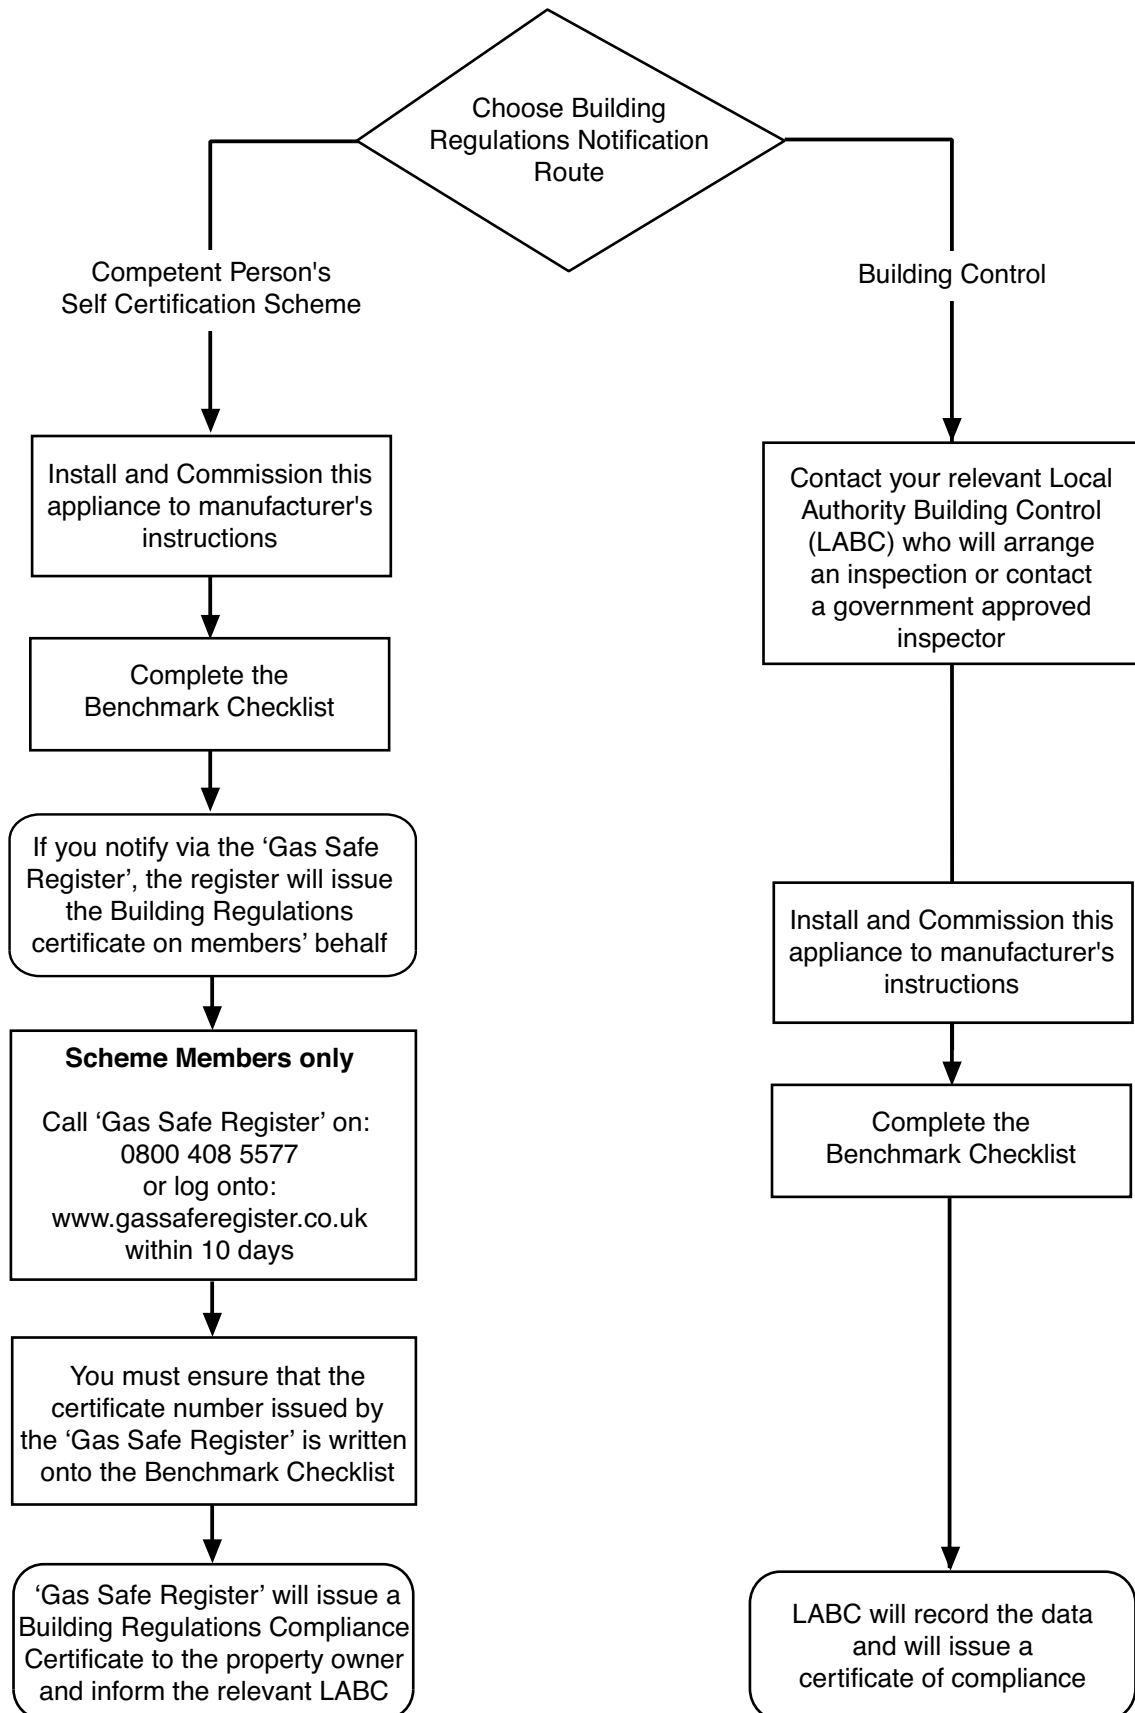 Choose Building
Regulations Notification
Route
Competent Person's
Self Certification Scheme
Building Control
Install and Commission this
appliance to manufacturer's
instructions
Complete the
Benchmark Checklist
If you notify via the ‘Gas Safe
Register’, the register will issue
the Building Regulations
certificate on members’ behalf
Scheme Members only
Call ‘Gas Safe Register’ on:
0800 408 5577
or log onto:
www.gassaferegister.co.uk
within 10 days
You must ensure that the
certificate number issued by
the ‘Gas Safe Register’ is written
onto the Benchmark Checklist
‘Gas Safe Register’ will issue a
Building Regulations Compliance
Certificate to the property owner
and inform the relevant LABC
Contact your relevant Local
Authority Building Control
(LABC) who will arrange
an inspection or contact
a government approved
inspector
Install and Commission this
appliance to manufacturer's
instructions
Complete the
Benchmark Checklist
LABC will record the data
and will issue a
certificate of compliance